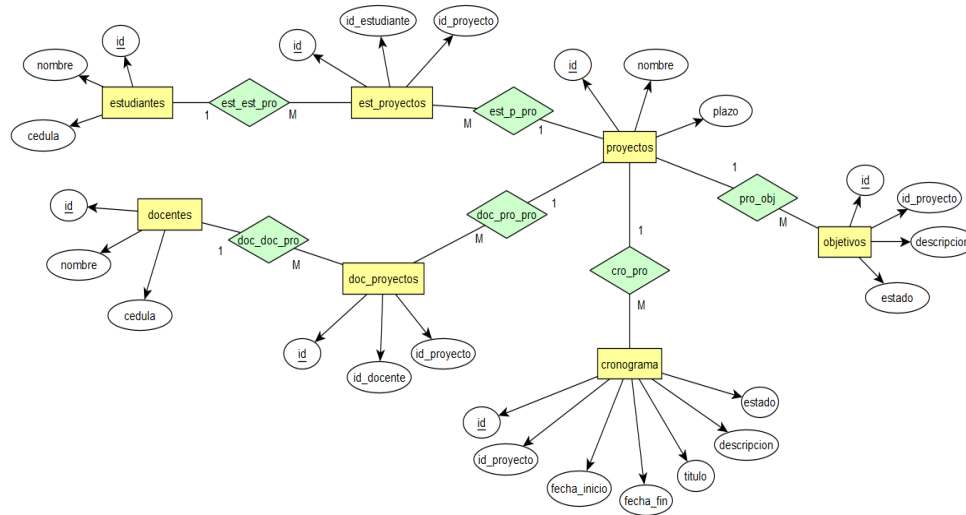 id_estudiante
id_proyecto
id
id
nombre
nombre
id
plazo
cedula
estudiantes
est_est_pro
1
M
est_proyectos
est_p_pro
M
1
proyectos
id
docentes
nombre
cedula
doc_doc_pro
1
M
doc_proyectos
doc_pro_pro
1
M
id
id_docente
id_proyecto
1
pro_obj
M
objetivos
id
id_proyecto
descripcion
estado
1
cro_pro
M
cronograma
id
id_proyecto
fecha_inicio
fecha_fin
titulo
descripcion
estado